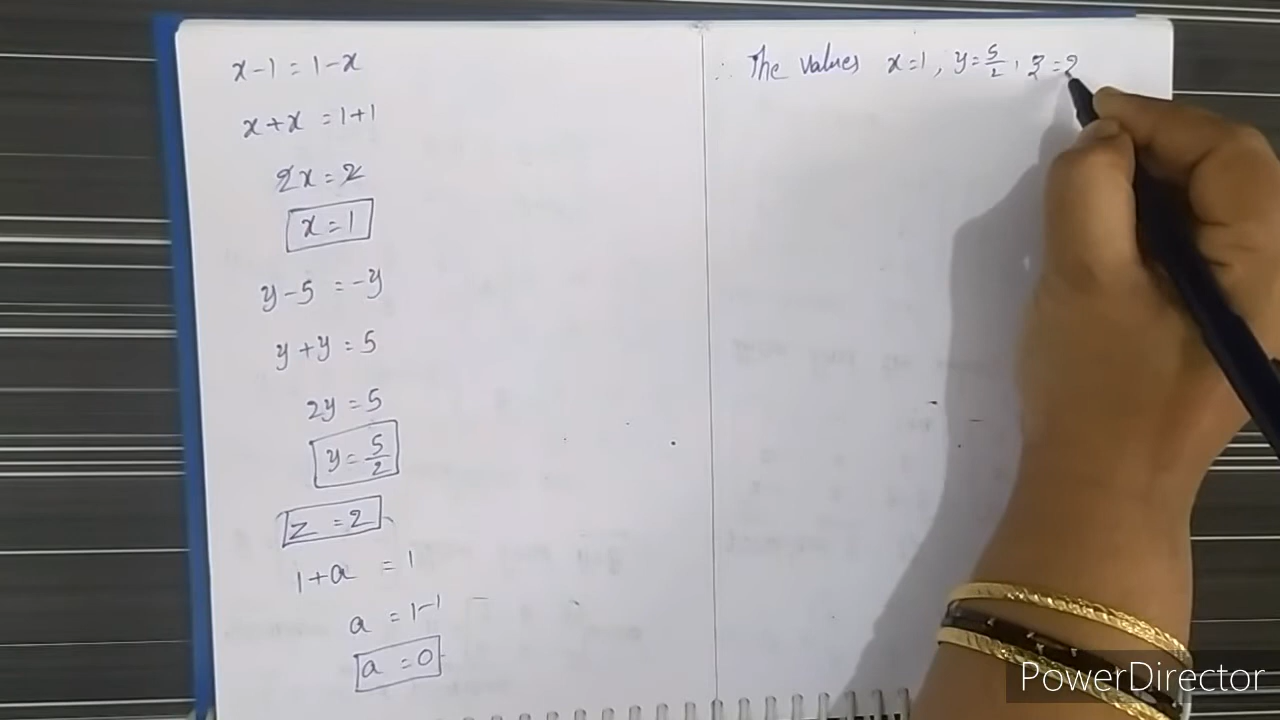 x-1 = 1-x
x+x = 1+1
2x = 2
x = 1
y-5 = -y
y+y = 5
2y = 5
y = 5/2
z = 2
1+a = 1
a = 1-1
a = 0
∴ The values x=1, y=5/2, z=2
PowerDirector